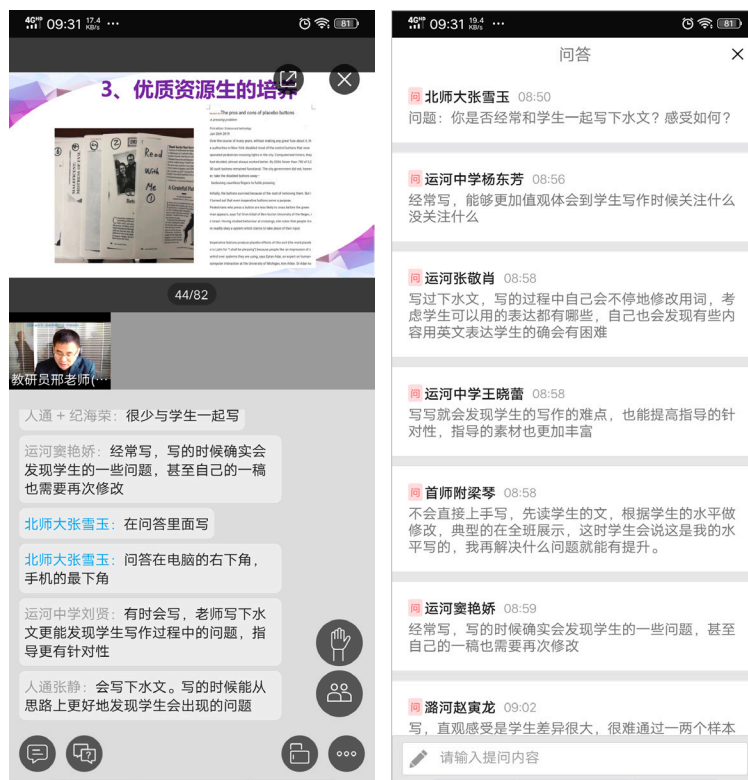 4G HD 09:31 17.4 KB/s ··· 81
3、优质资源生的培养
The pros and cons of placebo buttons
A pressing problem
Read
With
Me
①
②
③
44/82
教研员邢老师(···
人通 + 纪海荣: 很少与学生一起写
运河窦艳娇: 经常写，写的时候确实会
发现学生的一些问题，甚至自己的一稿
也需要再次修改
北师大张雪玉: 在问答里面写
北师大张雪玉: 问答在电脑的右下角，
手机的最下角
运河中学刘贤: 有时会写，老师写下水
文更能发现学生写作过程中的问题，指
导更有针对性
人通张静: 会写下水文。写的时候能从
思路上更好地发现学生会出现的问题
4G HD 09:31 19.4 KB/s ··· 81
问答
问 北师大张雪玉 08:50
问题：你是否经常和学生一起写下水文？感受如何？
问 运河中学杨东芳 08:56
经常写，能够更加值观体会到学生写作时候关注什么
没关注什么
问 运河张敬肖 08:58
写过下水文，写的过程中自己会不停地修改用词，考
虑学生可以用的表达都有哪些，自己也会发现有些内
容用英文表达学生的确会有困难
问 运河中学王晓蕾 08:58
写写就会发现学生的写作的难点，也能提高指导的针
对性，指导的素材也更加丰富
问 首师附梁琴 08:58
不会直接上手写，先读学生的文，根据学生的水平做
修改，典型的在全班展示，这时学生会说这是我的水
平写的，我再解决什么问题就能有提升。
问 运河窦艳娇 08:59
经常写，写的时候确实会发现学生的一些问题，甚至
自己的一稿也需要再次修改
问 潞河赵寅龙 09:02
写，直观感受是学生差异很大，很难通过一两个样本
请输入提问内容